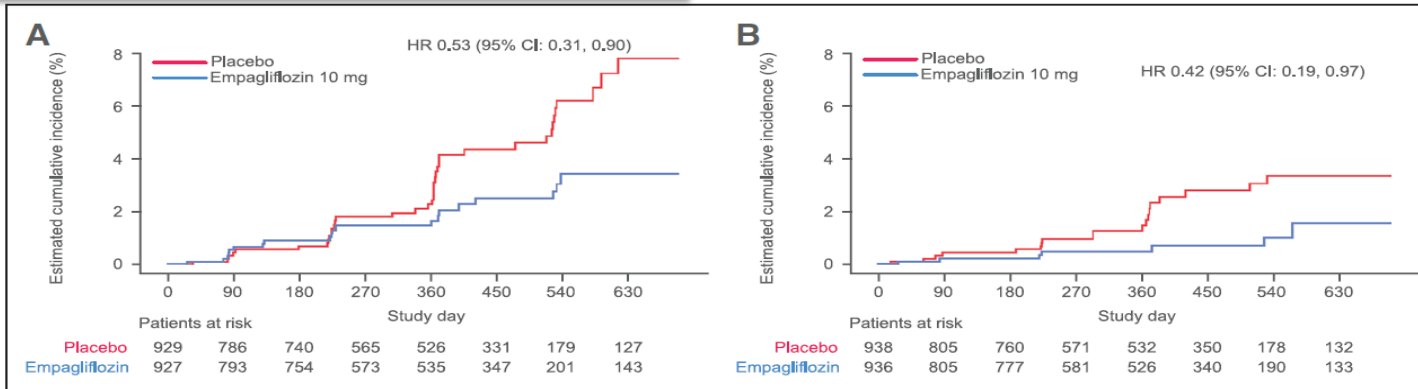 A
Estimated cumulative incidence (%)
8
6
4
2
0
Placebo
Empagliflozin 10 mg
HR 0.53 (95% CI: 0.31, 0.90)
0 90 180 270 360 450 540 630
Patients at risk
Study day
Placebo 929 786 740 565 526 331 179 127
Empagliflozin 927 793 754 573 535 347 201 143
B
Estimated cumulative incidence (%)
8
6
4
2
0
Placebo
Empagliflozin 10 mg
HR 0.42 (95% CI: 0.19, 0.97)
0 90 180 270 360 450 540 630
Patients at risk
Study day
Placebo 938 805 760 571 532 350 178 132
Empagliflozin 936 805 777 581 526 340 190 133